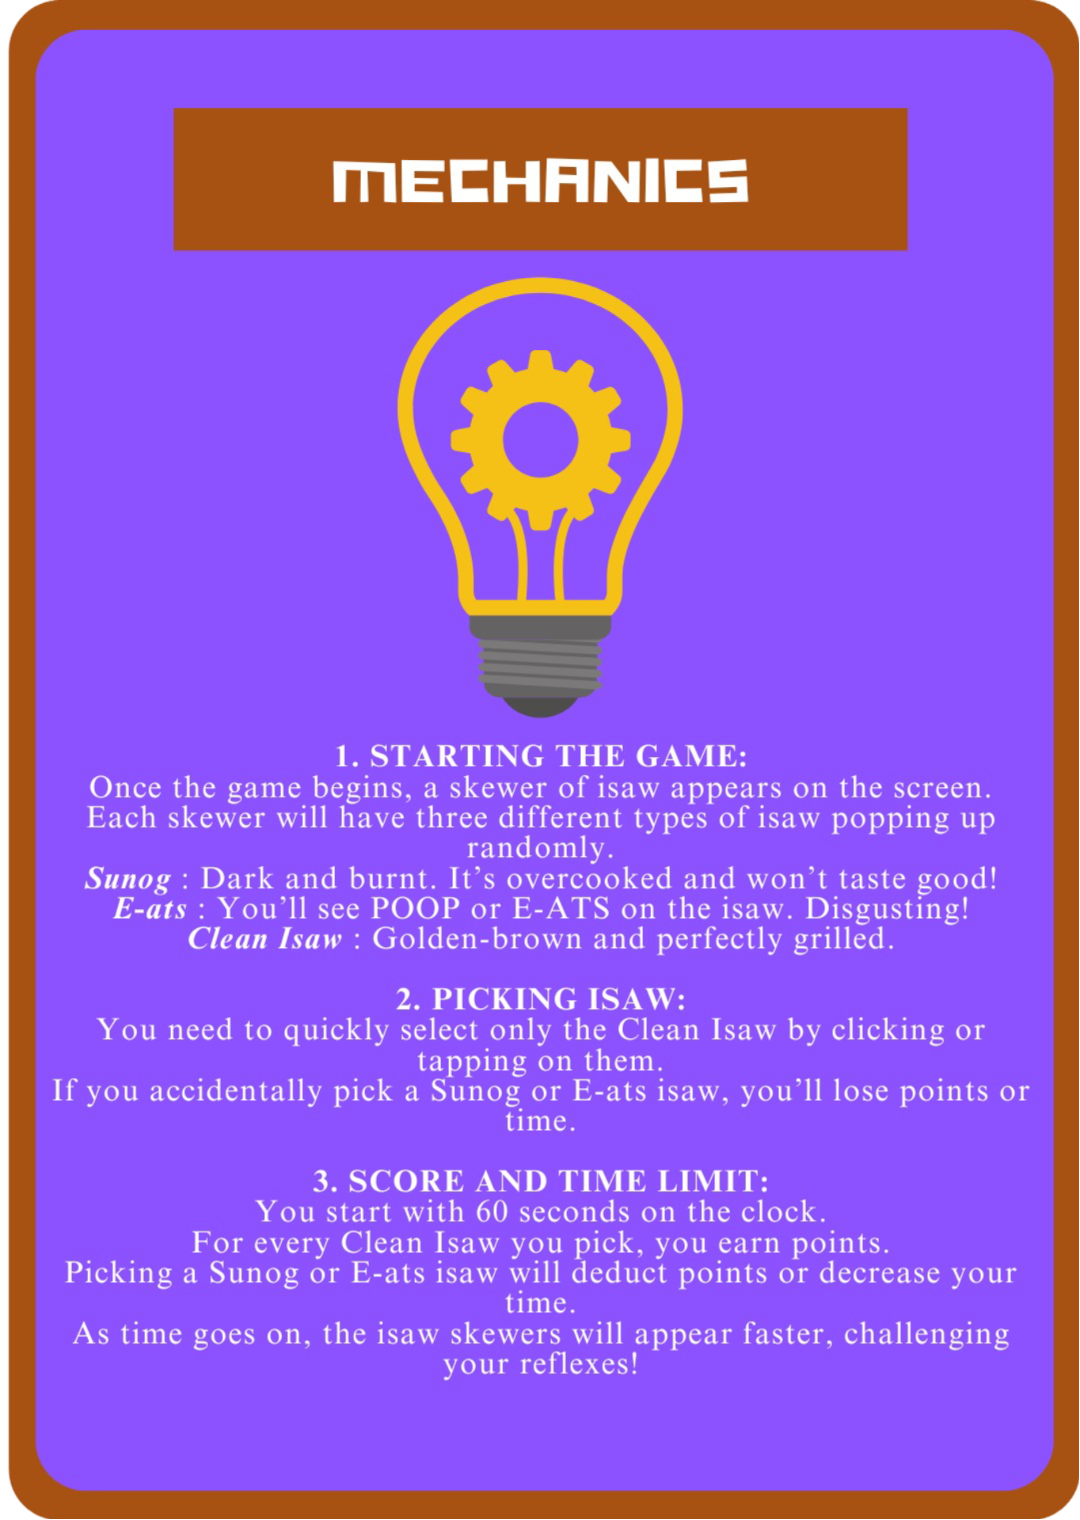 MECHANICS
1. STARTING THE GAME:
Once the game begins, a skewer of isaw appears on the screen.
Each skewer will have three different types of isaw popping up
randomly.
Sunog : Dark and burnt. It’s overcooked and won’t taste good!
E-ats : You’ll see POOP or E-ATS on the isaw. Disgusting!
Clean Isaw : Golden-brown and perfectly grilled.
2. PICKING ISAW:
You need to quickly select only the Clean Isaw by clicking or
tapping on them.
If you accidentally pick a Sunog or E-ats isaw, you’ll lose points or
time.
3. SCORE AND TIME LIMIT:
You start with 60 seconds on the clock.
For every Clean Isaw you pick, you earn points.
Picking a Sunog or E-ats isaw will deduct points or decrease your
time.
As time goes on, the isaw skewers will appear faster, challenging
your reflexes!